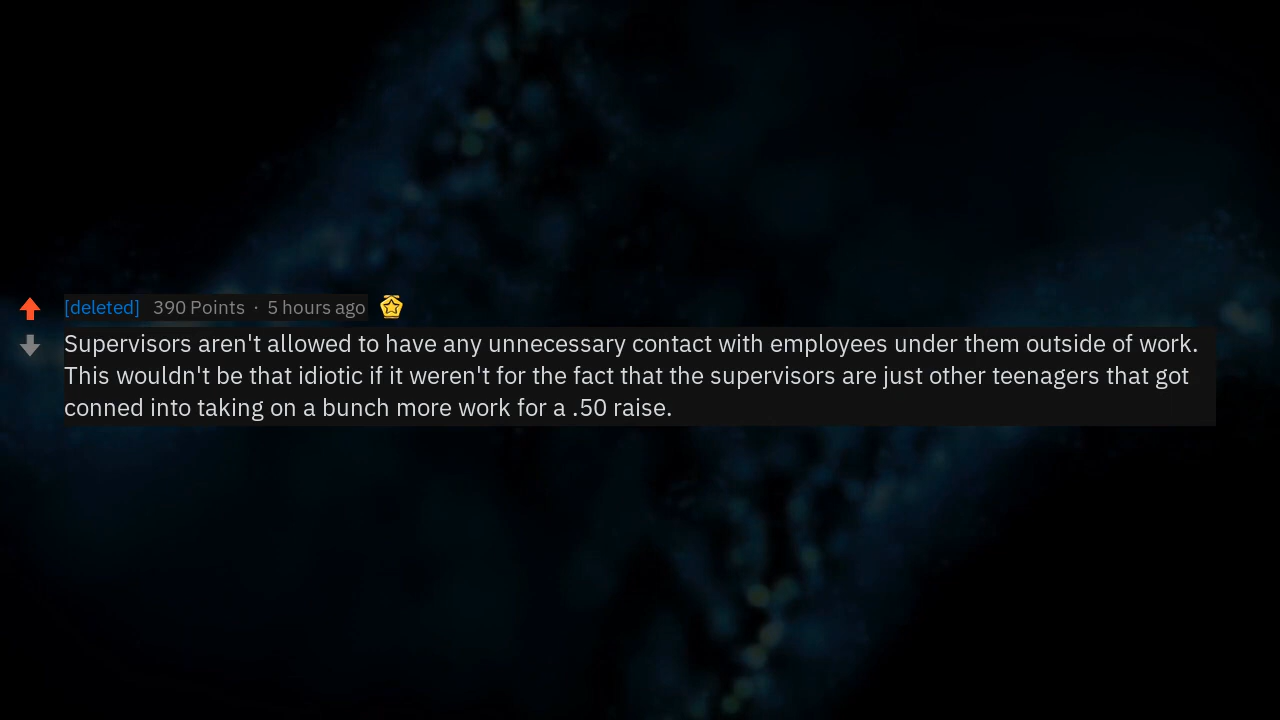 [deleted] 390 Points · 5 hours ago
Supervisors aren't allowed to have any unnecessary contact with employees under them outside of work.
This wouldn't be that idiotic if it weren't for the fact that the supervisors are just other teenagers that got
conned into taking on a bunch more work for a .50 raise.